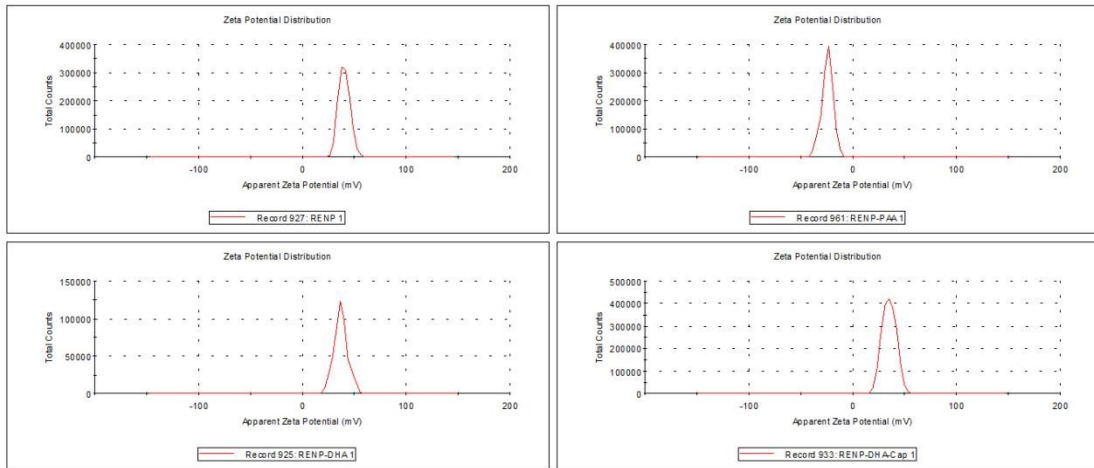 Zeta Potential Distribution
400000
300000
200000
100000
0
Total Counts
-100 0 100 200
Apparent Zeta Potential (mV)
Record 927: RENP 1
Zeta Potential Distribution
400000
300000
200000
100000
0
Total Counts
-100 0 100 200
Apparent Zeta Potential (mV)
Record 961: RENP-PAA 1
Zeta Potential Distribution
150000
100000
50000
0
Total Counts
-100 0 100 200
Apparent Zeta Potential (mV)
Record 925: RENP-DHA 1
Zeta Potential Distribution
500000
400000
300000
200000
100000
0
Total Counts
-100 0 100 200
Apparent Zeta Potential (mV)
Record 933: RENP-DHA-Cap 1